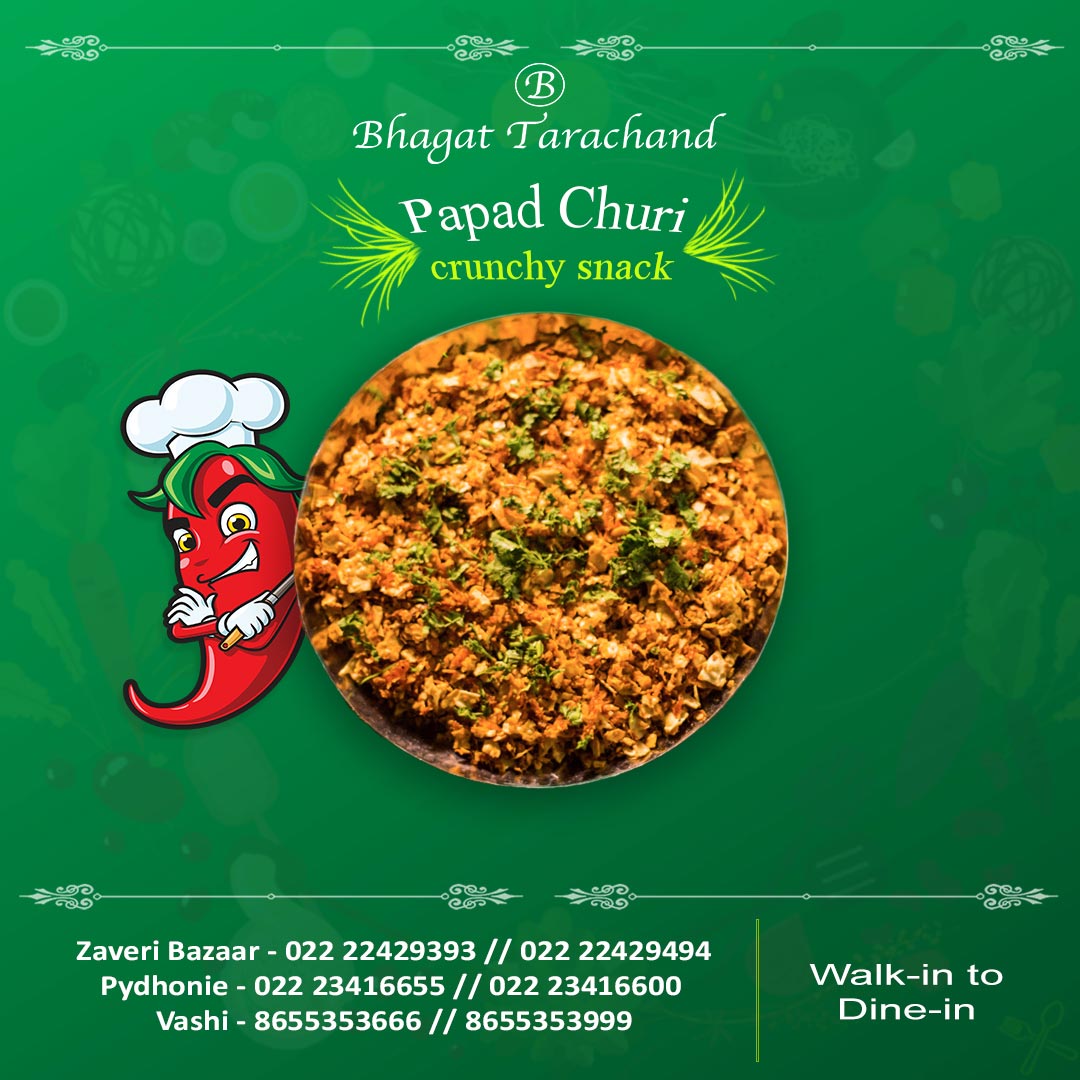 B
Bhagat Tarachand
Papad Churi
crunchy snack
Zaveri Bazaar - 022 22429393 // 022 22429494
Pydhonie - 022 23416655 // 022 23416600
Vashi - 8655353666 // 8655353999
Walk-in to
Dine-in